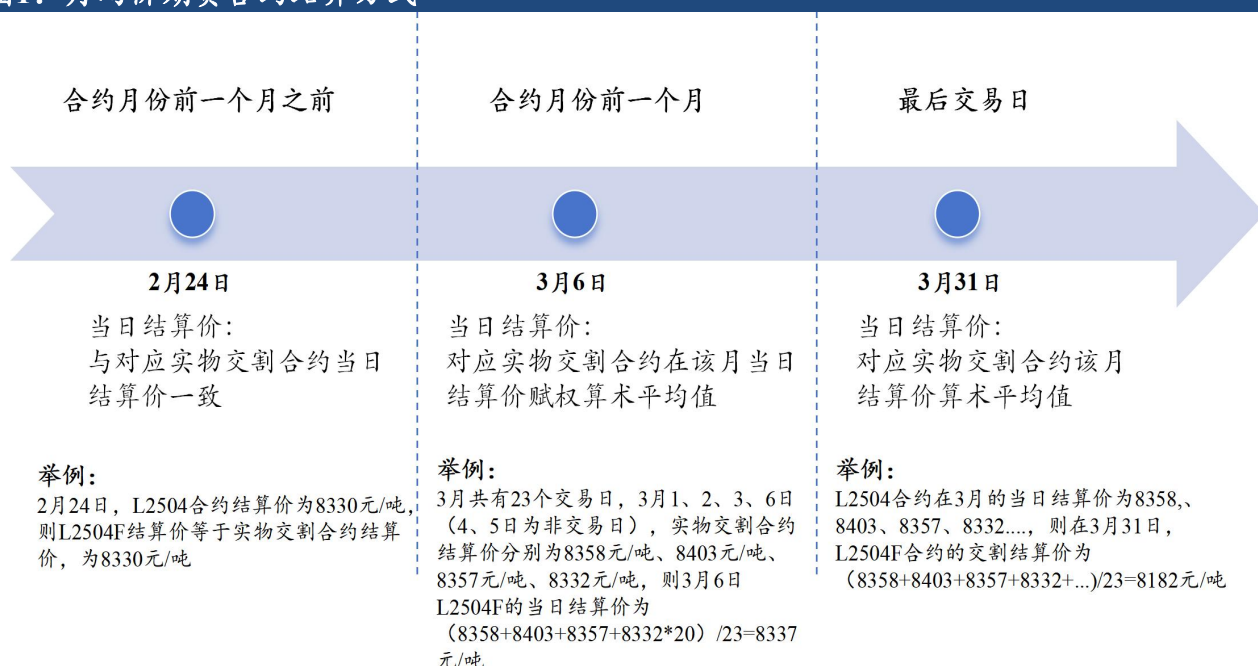 图1：月均价期货合约结算方式
合约月份前一个月之前
合约月份前一个月
最后交易日
2月24日
当日结算价：
与对应实物交割合约当日
结算价一致
举例：
2月24日，L2504合约结算价为8330元/吨，
则L2504F结算价等于实物交割合约结算
价，为8330元/吨
3月6日
当日结算价：
对应实物交割合约在该月当日
结算价赋权算术平均值
举例：
3月共有23个交易日，3月1、2、3、6日
（4、5日为非交易日），实物交割合约
结算价分别为8358元/吨、8403元/吨、
8357元/吨、8332元/吨，则3月6日
L2504F的当日结算价为
（8358+8403+8357+8332*20）/23=8337
元/吨
3月31日
当日结算价：
对应实物交割合约该月
结算价算术平均值
举例：
L2504合约在3月的当日结算价为8358,、
8403、8357、8332....，则在3月31日，
L2504F合约的交割结算价为
（8358+8403+8357+8332+...)/23=8182元/吨